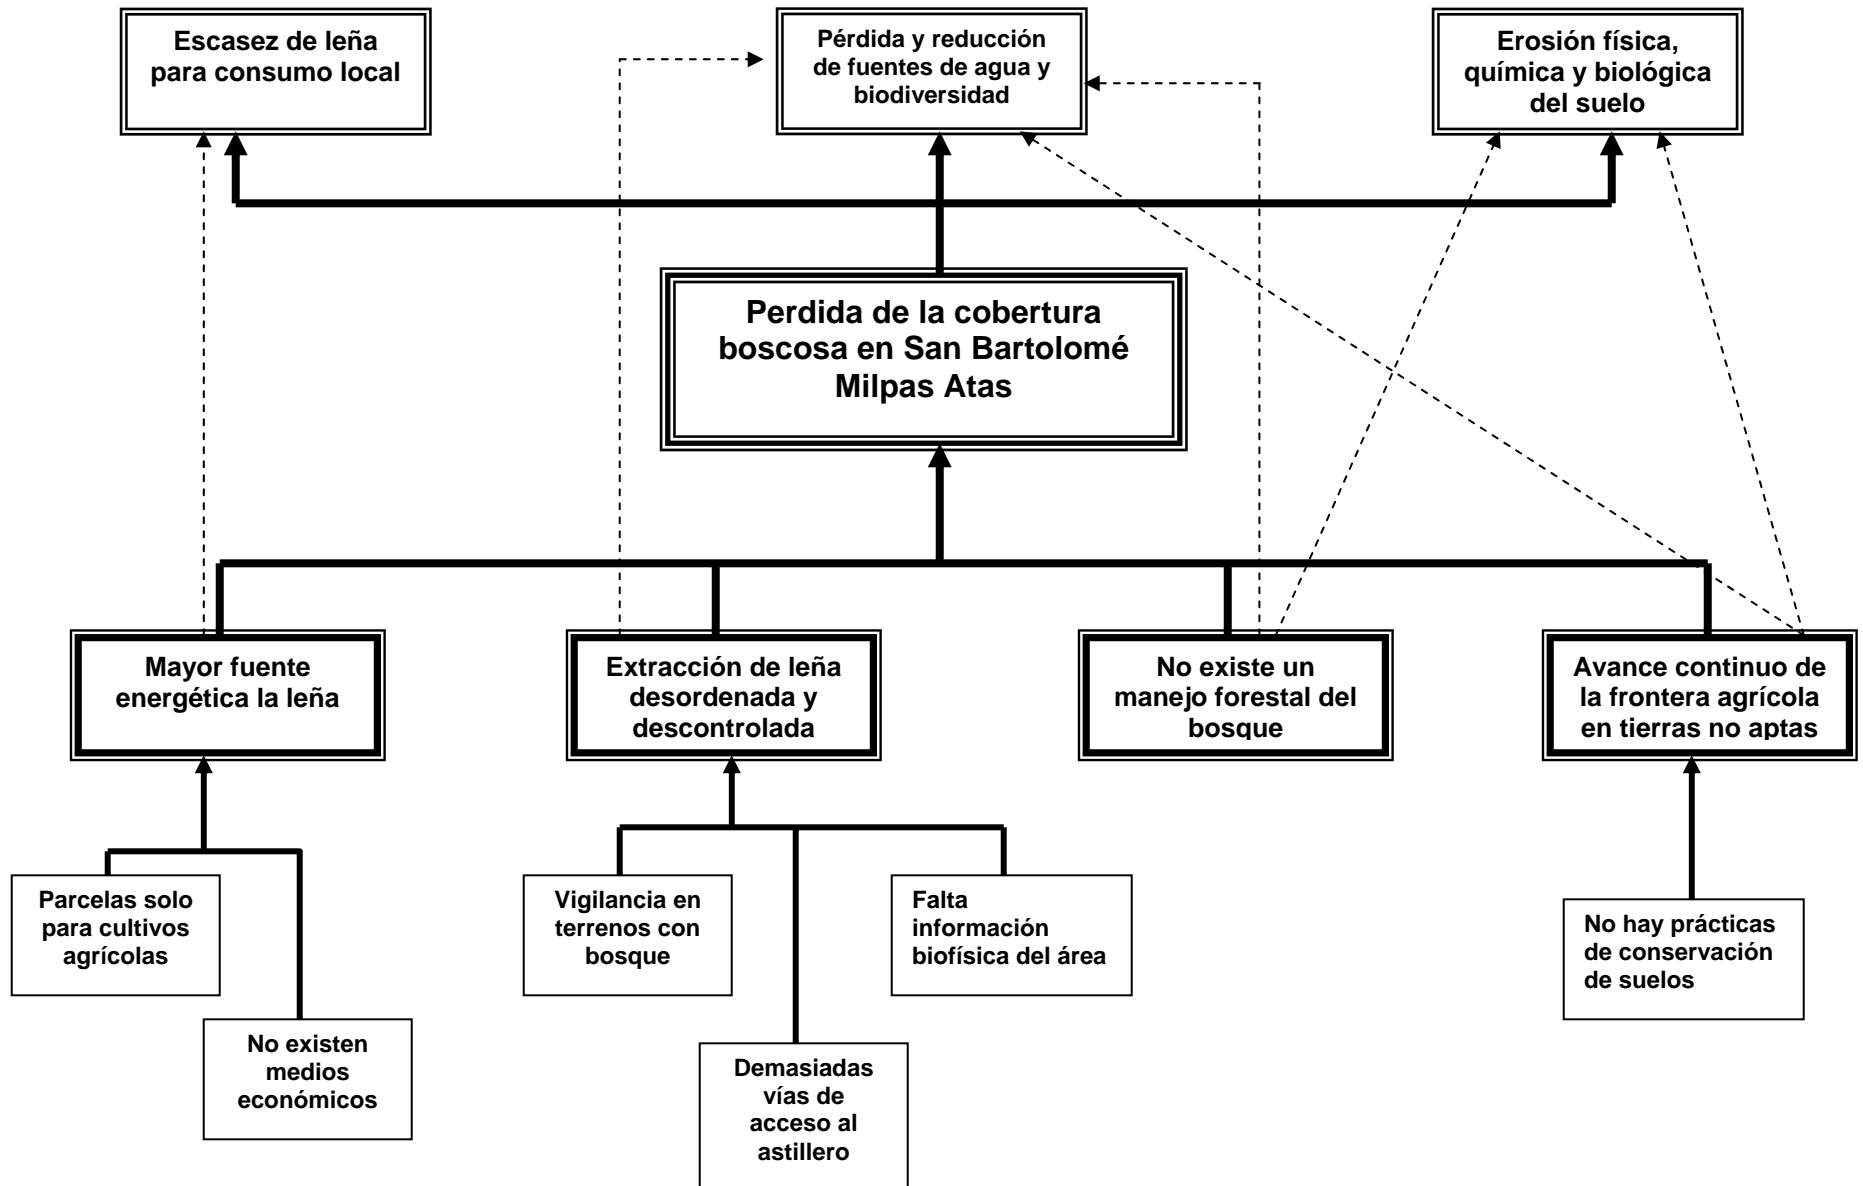 Escasez de leña
para consumo local
Pérdida y reducción
de fuentes de agua y
biodiversidad
Erosión física,
química y biológica
del suelo
Perdida de la cobertura
boscosa en San Bartolomé
Milpas Atas
Mayor fuente
energética la leña
Extracción de leña
desordenada y
descontrolada
No existe un
manejo forestal del
bosque
Avance continuo de
la frontera agrícola
en tierras no aptas
Parcelas solo
para cultivos
agrícolas
No existen
medios
económicos
Vigilancia en
terrenos con
bosque
Demasiadas
vías de
acceso al
astillero
Falta
información
biofísica del área
No hay prácticas
de conservación
de suelos